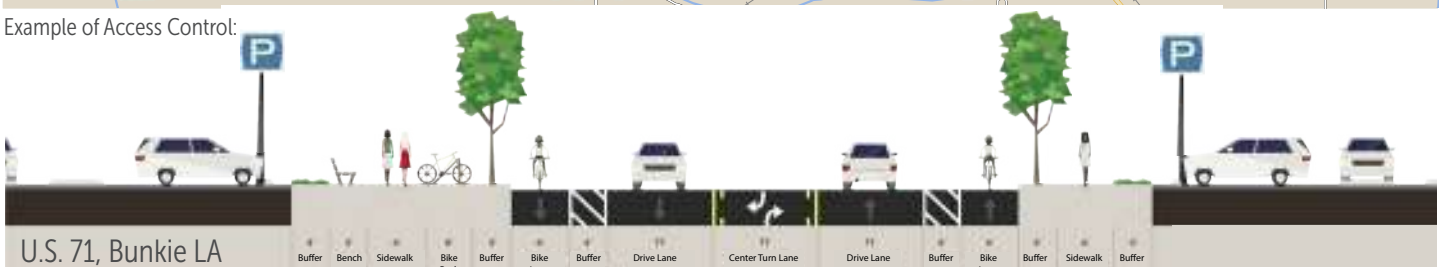 Example of Access Control:
P
P
U.S. 71, Bunkie LA
Buffer Bench Sidewalk Bike Buffer Bike Buffer Drive Lane Center Turn Lane Drive Lane Buffer Bike Buffer Sidewalk Buffer